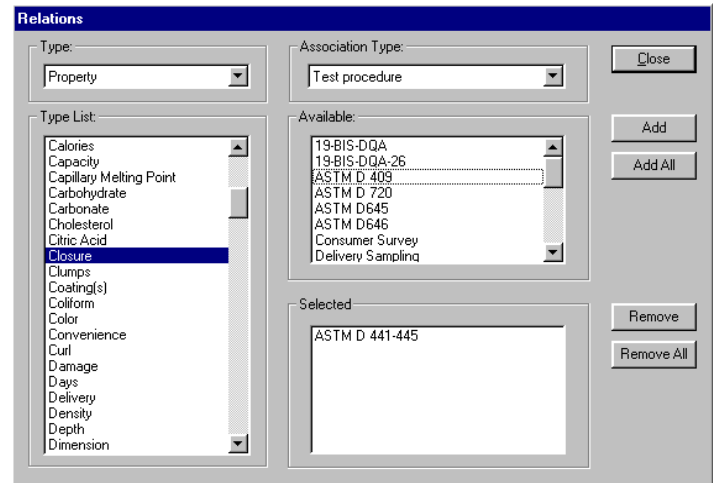 Relations
Type:
Property
Association Type:
Test procedure
Close
Type List:
Calories
Capacity
Capillary Melting Point
Carbohydrate
Carbonate
Cholesterol
Citric Acid
Closure
Clumps
Coating(s)
Coliform
Color
Convenience
Curl
Damage
Days
Delivery
Density
Depth
Dimension
Available:
19-BIS-DQA
19-BIS-DQA-26
ASTM D 409
ASTM D 720
ASTM D645
ASTM D646
Consumer Survey
Delivery Sampling
Add
Add All
Selected
ASTM D 441-445
Remove
Remove All